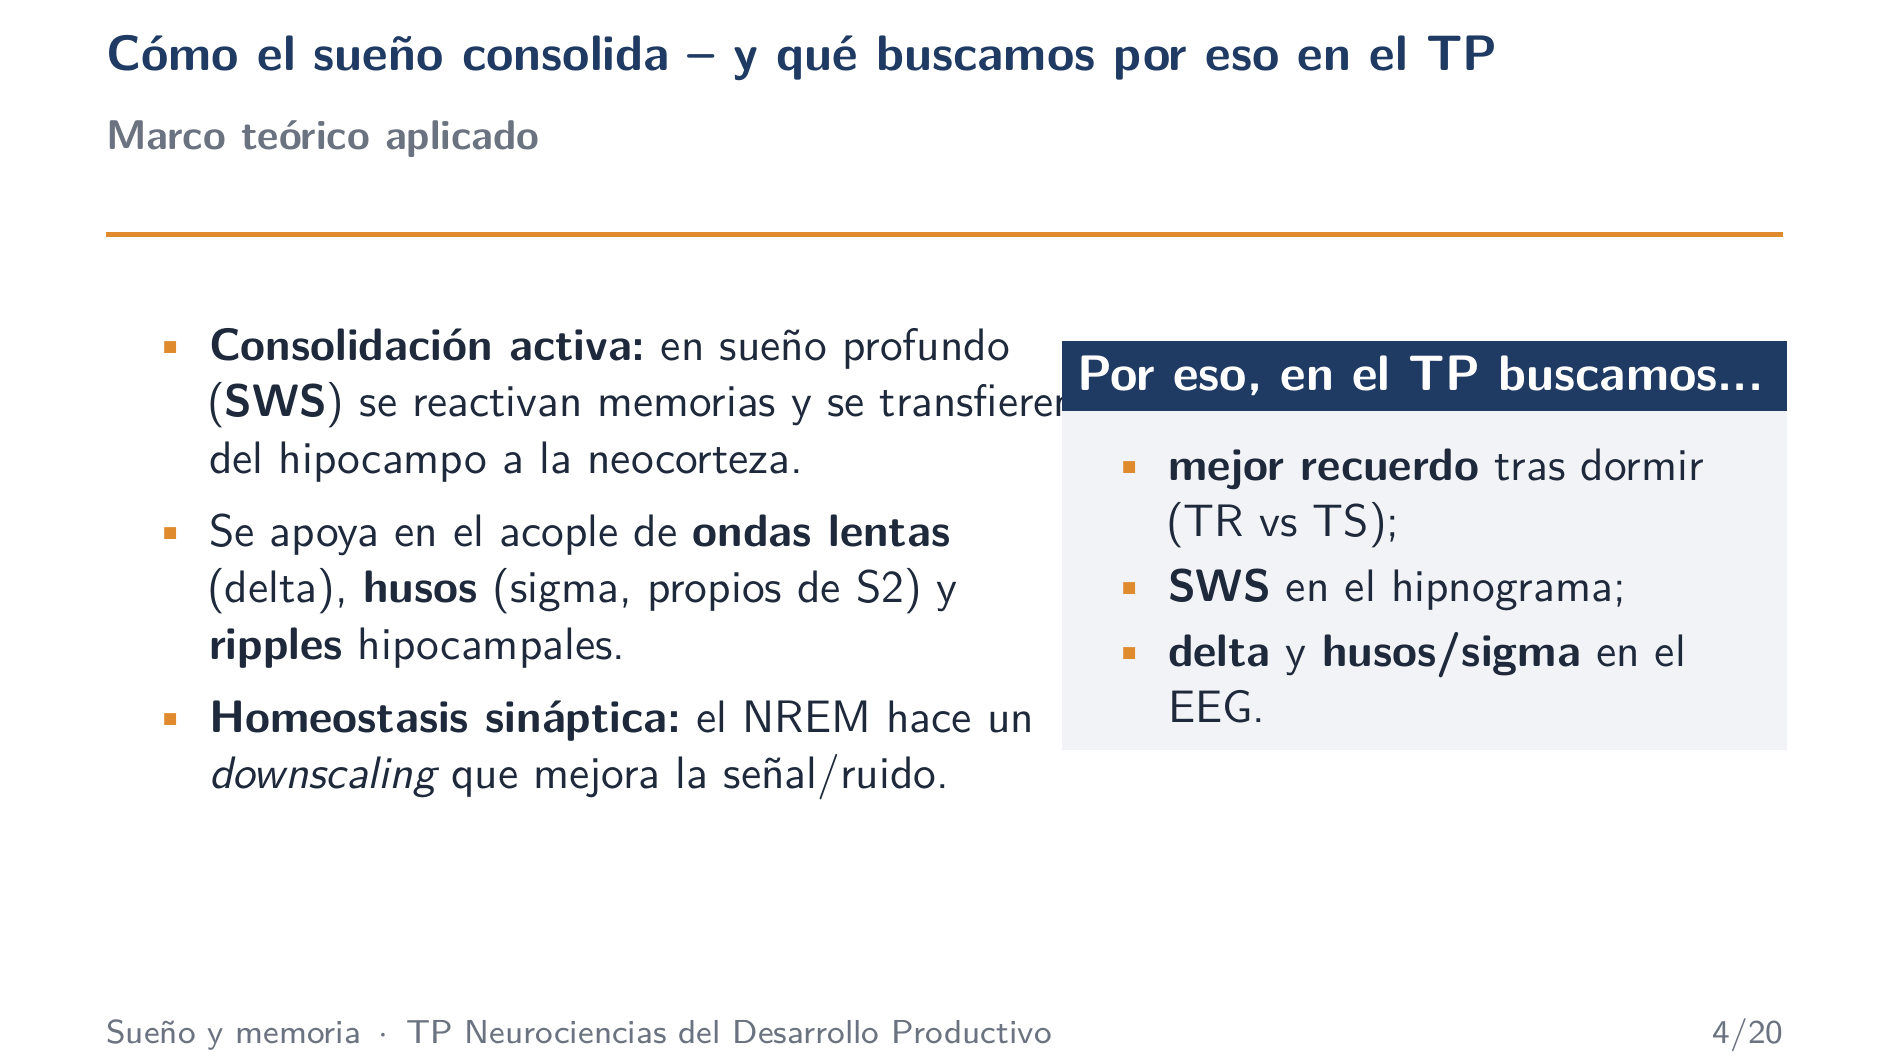 Cómo el sueño consolida – y qué buscamos por eso en el TP
Marco teórico aplicado
▪ Consolidación activa: en sueño profundo
(SWS) se reactivan memorias y se transfieren
del hipocampo a la neocorteza.
▪ Se apoya en el acople de ondas lentas
(delta), husos (sigma, propios de S2) y
ripples hipocampales.
▪ Homeostasis sináptica: el NREM hace un
downscaling que mejora la señal/ruido.
Por eso, en el TP buscamos...
▪ mejor recuerdo tras dormir
(TR vs TS);
▪ SWS en el hipnograma;
▪ delta y husos/sigma en el
EEG.
Sueño y memoria · TP Neurociencias del Desarrollo Productivo
4/20